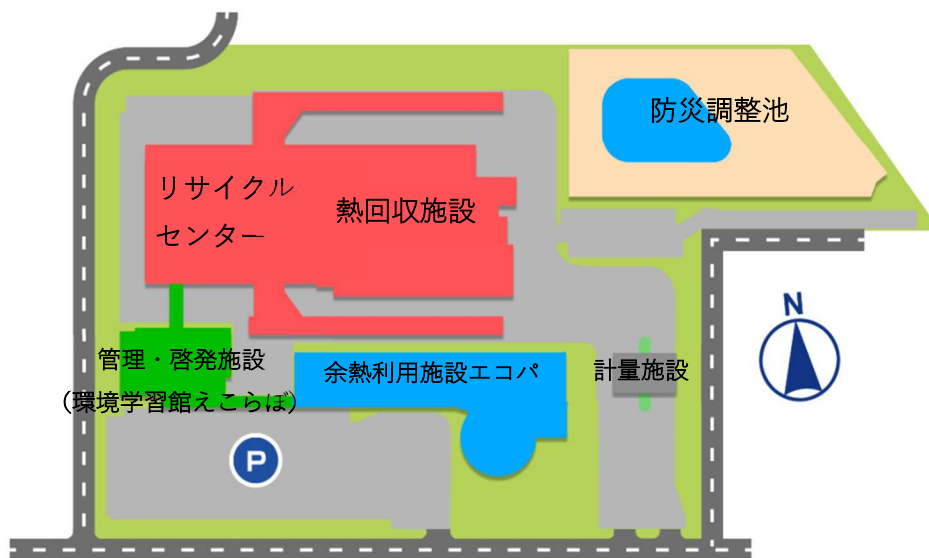 防災調整池
リサイクル
センター
熱回収施設
N
管理・啓発施設
(環境学習館えこらぼ)
余熱利用施設エコパ
計量施設
P